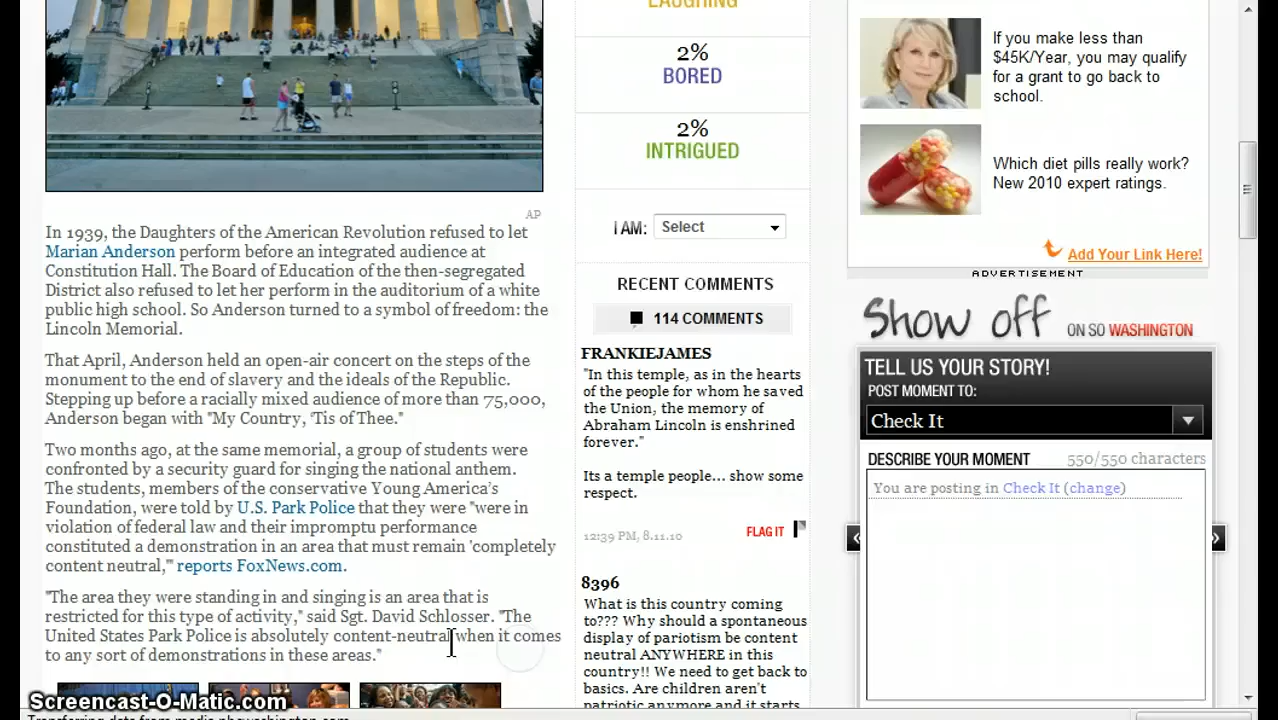 AP
In 1939, the Daughters of the American Revolution refused to let
Marian Anderson perform before an integrated audience at
Constitution Hall. The Board of Education of the then-segregated
District also refused to let her perform in the auditorium of a white
public high school. So Anderson turned to a symbol of freedom: the
Lincoln Memorial.
That April, Anderson held an open-air concert on the steps of the
monument to the end of slavery and the ideals of the Republic.
Stepping up before a racially mixed audience of more than 75,000,
Anderson began with "My Country, 'Tis of Thee."
Two months ago, at the same memorial, a group of students were
confronted by a security guard for singing the national anthem.
The students, members of the conservative Young America's
Foundation, were told by U.S. Park Police that they were "were in
violation of federal law and their impromptu performance
constituted a demonstration in an area that must remain 'completely
content neutral,'" reports FoxNews.com.
"The area they were standing in and singing is an area that is
restricted for this type of activity," said Sgt. David Schlosser. "The
United States Park Police is absolutely content-neutral when it comes
to any sort of demonstrations in these areas."
LAUGHING
2%
BORED
2%
INTRIGUED
I AM: Select
RECENT COMMENTS
114 COMMENTS
FRANKIEJAMES
"In this temple, as in the hearts
of the people for whom he saved
the Union, the memory of
Abraham Lincoln is enshrined
forever."
Its a temple people... show some
respect.
12:39 PM, 8.11.10 FLAG IT
8396
What is this country coming
to??? Why should a spontaneous
display of pariotism be content
neutral ANYWHERE in this
country!! We need to get back to
basics. Are children aren't
patriotic anymore and it starts
If you make less than
$45K/Year, you may qualify
for a grant to go back to
school.
Which diet pills really work?
New 2010 expert ratings.
Add Your Link Here!
ADVERTISEMENT
Show off ON SO WASHINGTON
TELL US YOUR STORY!
POST MOMENT TO:
Check It
DESCRIBE YOUR MOMENT 550/550 characters
You are posting in Check It (change)
Screencast-O-Matic.com